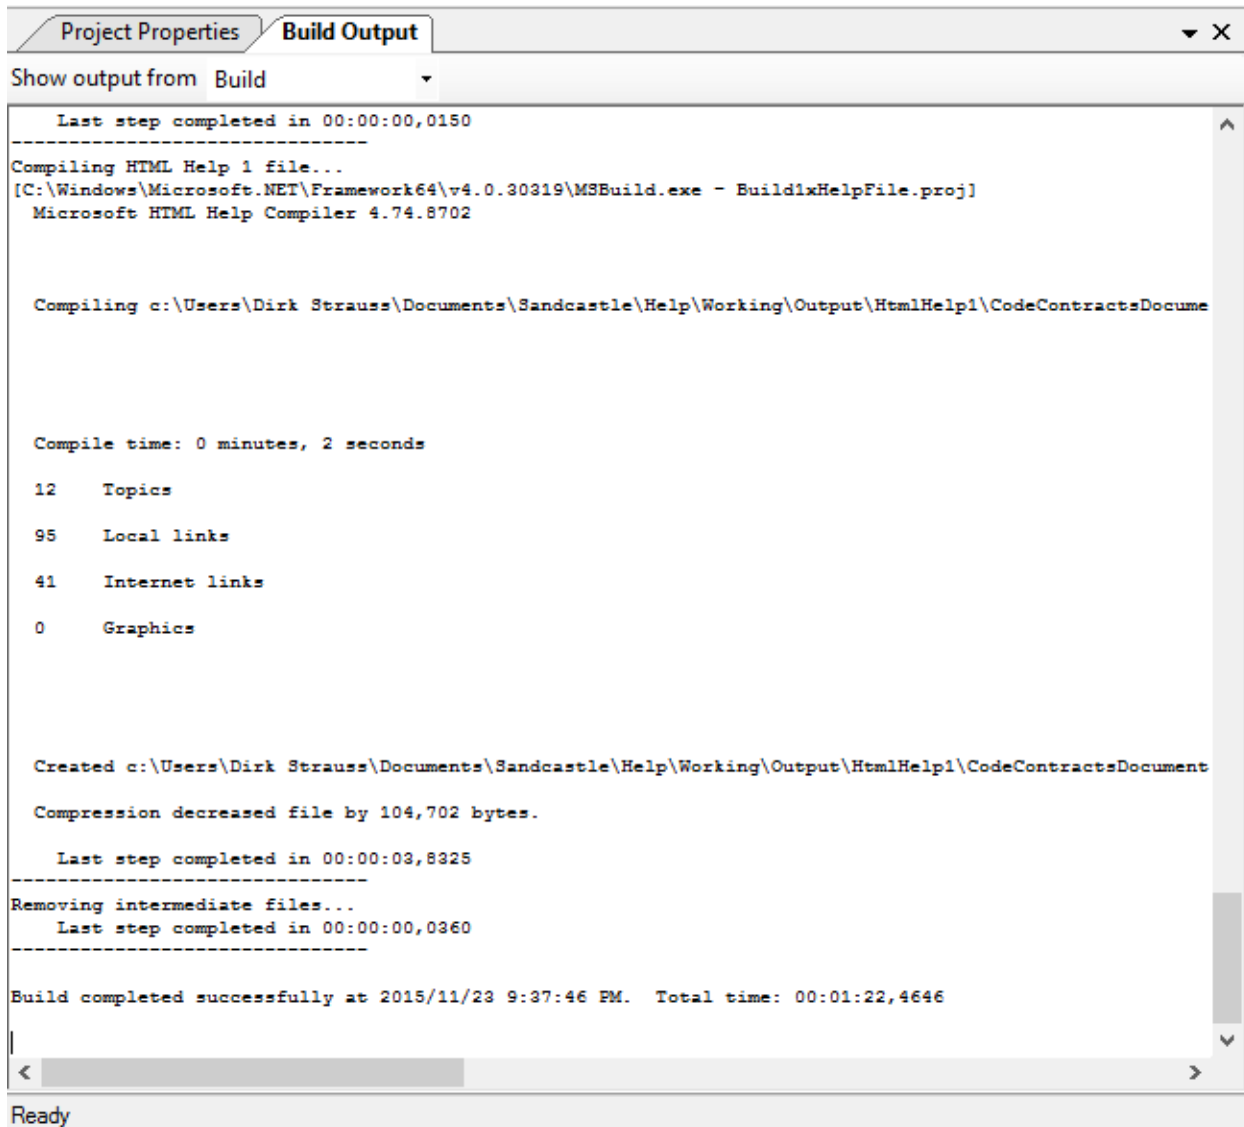 Project Properties Build Output
Show output from Build
Last step completed in 00:00:00,0150
-------------------------------
Compiling HTML Help 1 file...
[C:\Windows\Microsoft.NET\Framework64\v4.0.30319\MSBuild.exe - Build1xHelpFile.proj]
Microsoft HTML Help Compiler 4.74.8702
Compiling c:\Users\Dirk Strauss\Documents\Sandcastle\Help\Working\Output\HtmlHelp1\CodeContractsDocume
Compile time: 0 minutes, 2 seconds
12 Topics
95 Local links
41 Internet links
0 Graphics
Created c:\Users\Dirk Strauss\Documents\Sandcastle\Help\Working\Output\HtmlHelp1\CodeContractsDocument
Compression decreased file by 104,702 bytes.
Last step completed in 00:00:03,8325
-------------------------------
Removing intermediate files...
Last step completed in 00:00:00,0360
-------------------------------
Build completed successfully at 2015/11/23 9:37:46 PM.  Total time: 00:01:22,4646
Ready